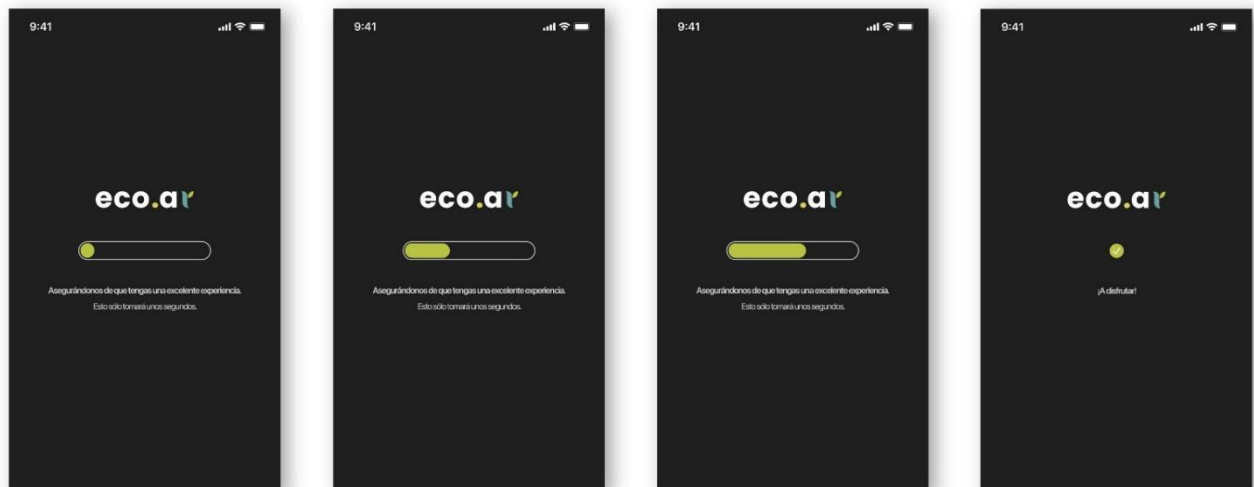 9:41
eco.ar
Asegurándonos de que tengas una excelente experiencia.
Esto sólo tomará unos segundos.
9:41
eco.ar
Asegurándonos de que tengas una excelente experiencia.
Esto sólo tomará unos segundos.
9:41
eco.ar
Asegurándonos de que tengas una excelente experiencia.
Esto sólo tomará unos segundos.
9:41
eco.ar
¡A disfrutar!